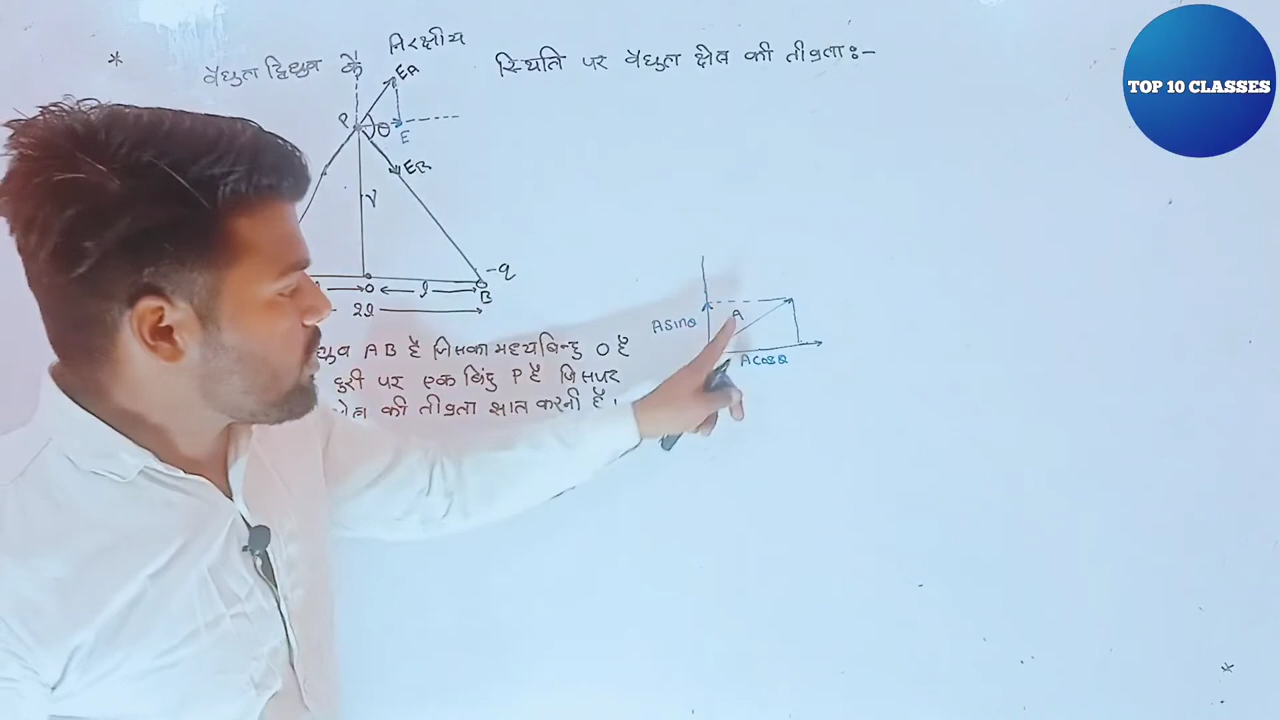 * वैद्युत द्विध्रुव के निरक्षीय स्थिति पर वैद्युत क्षेत्र की तीव्रता:-
TOP 10 CLASSES
EA
P θ E
EB
r
-q
O l B
2l
AB है जिसका मध्यबिन्दु O है
दुरी पर एक बिंदु P है जिसपर
की तीव्रता ज्ञात करनी है।
A
Asinθ
Acosθ
*